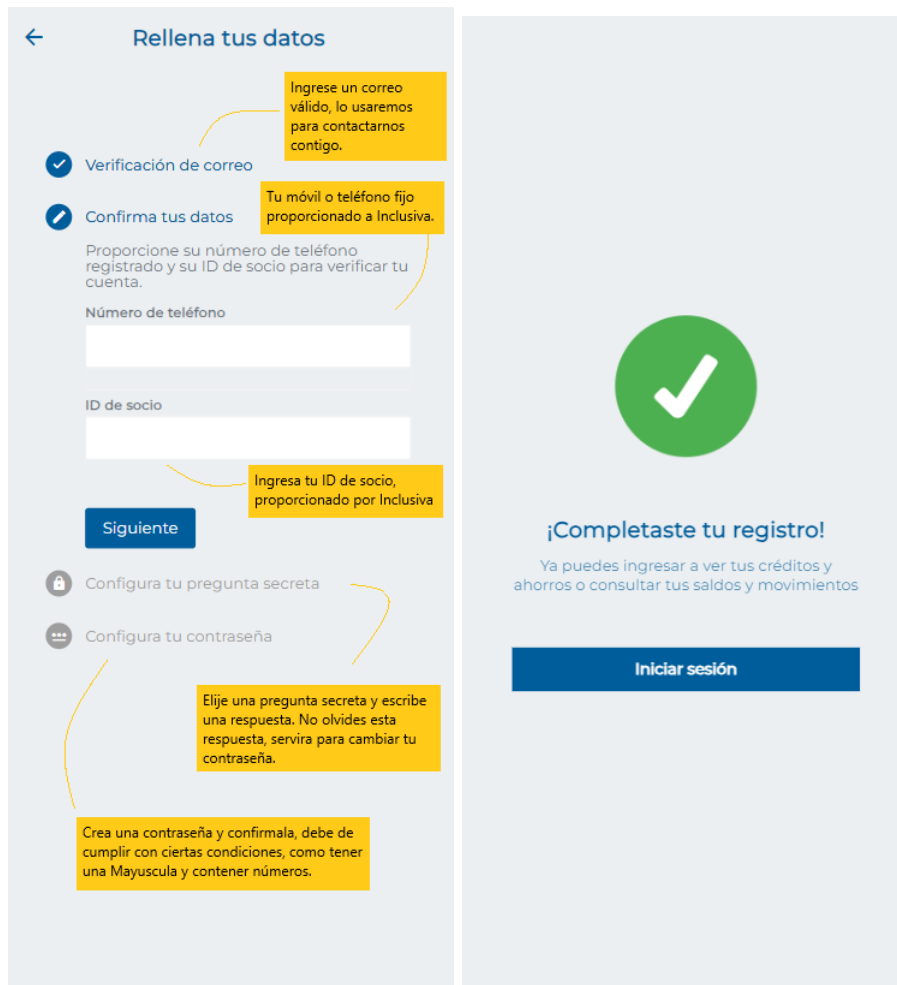 Rellena tus datos
Ingrese un correo
válido, lo usaremos
para contactarnos
contigo.
Verificación de correo
Tu móvil o teléfono fijo
proporcionado a Inclusiva.
Confirma tus datos
Proporcione su número de teléfono
registrado y su ID de socio para verificar tu
cuenta.
Número de teléfono
ID de socio
Ingresa tu ID de socio,
proporcionado por Inclusiva
Siguiente
Configura tu pregunta secreta
Configura tu contraseña
Elije una pregunta secreta y escribe
una respuesta. No olvides esta
respuesta, servira para cambiar tu
contraseña.
Crea una contraseña y confirmala, debe de
cumplir con ciertas condiciones, como tener
una Mayuscula y contener números.
¡Completaste tu registro!
Ya puedes ingresar a ver tus créditos y
ahorros o consultar tus saldos y movimientos
Iniciar sesión